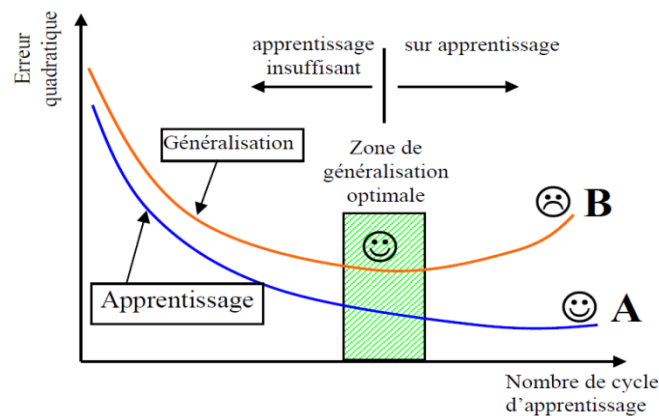 Erreur
quadratique
apprentissage
insuffisant
sur apprentissage
Généralisation
Zone de
généralisation
optimale
B
Apprentissage
A
Nombre de cycle
d'apprentissage